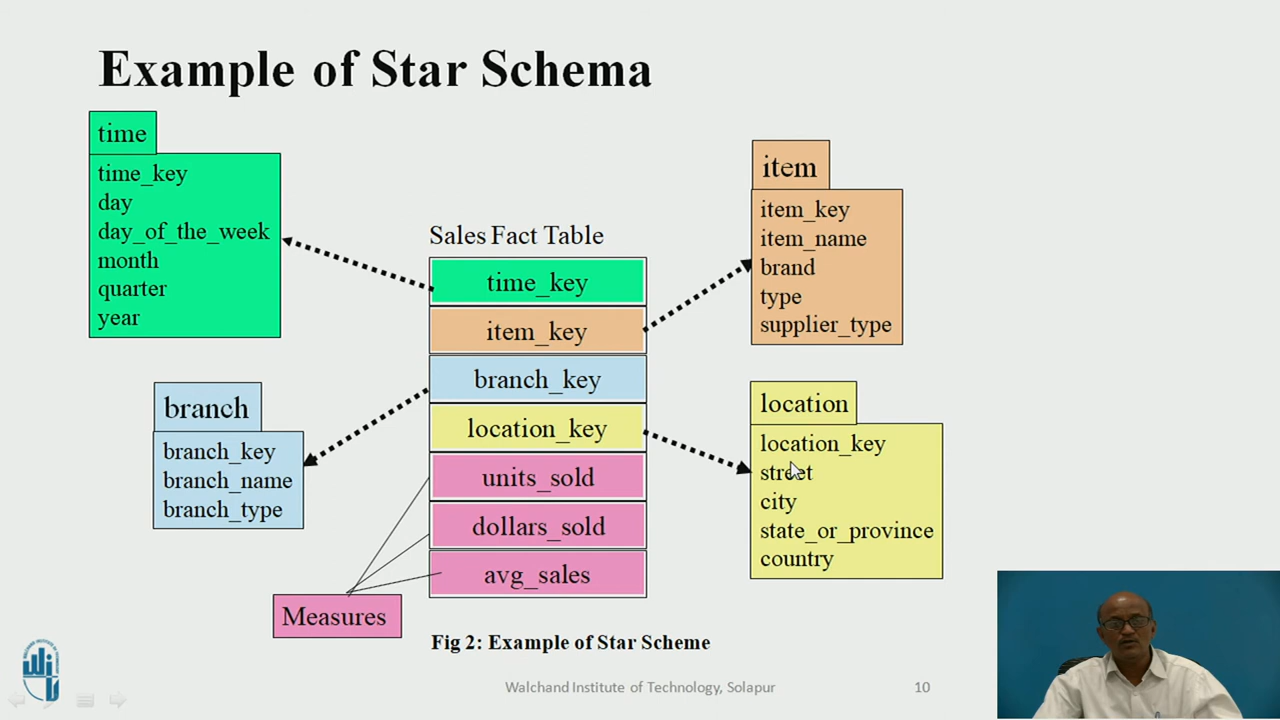 Example of Star Schema
time
time_key
day
day_of_the_week
month
quarter
year
item
item_key
item_name
brand
type
supplier_type
Sales Fact Table
time_key
item_key
branch_key
location_key
units_sold
dollars_sold
avg_sales
branch
branch_key
branch_name
branch_type
location
location_key
street
city
state_or_province
country
Measures
Fig 2: Example of Star Scheme
Walchand Institute of Technology, Solapur
10